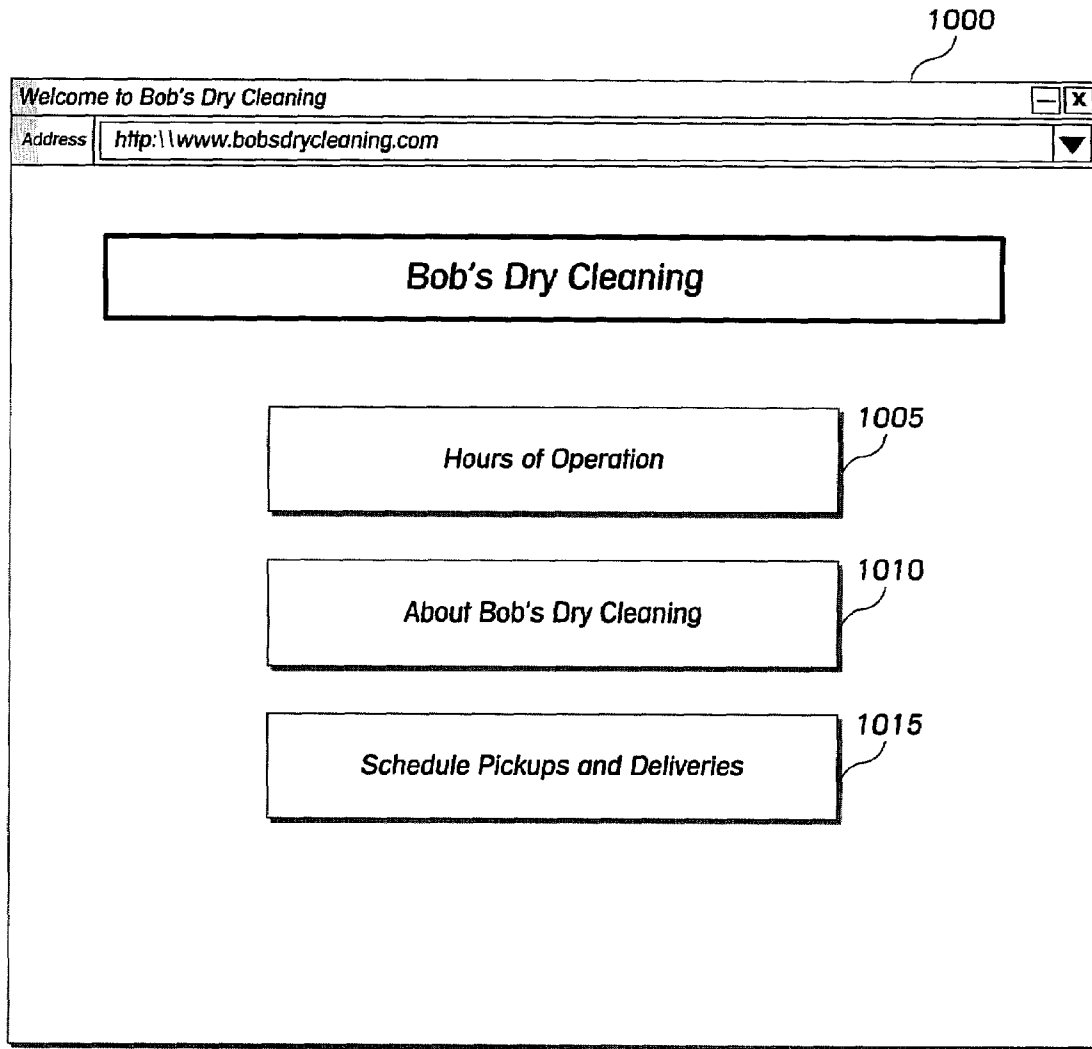 1000
Welcome to Bob's Dry Cleaning
Address http:\\www.bobsdrycleaning.com
Bob's Dry Cleaning
Hours of Operation
1005
About Bob's Dry Cleaning
1010
Schedule Pickups and Deliveries
1015